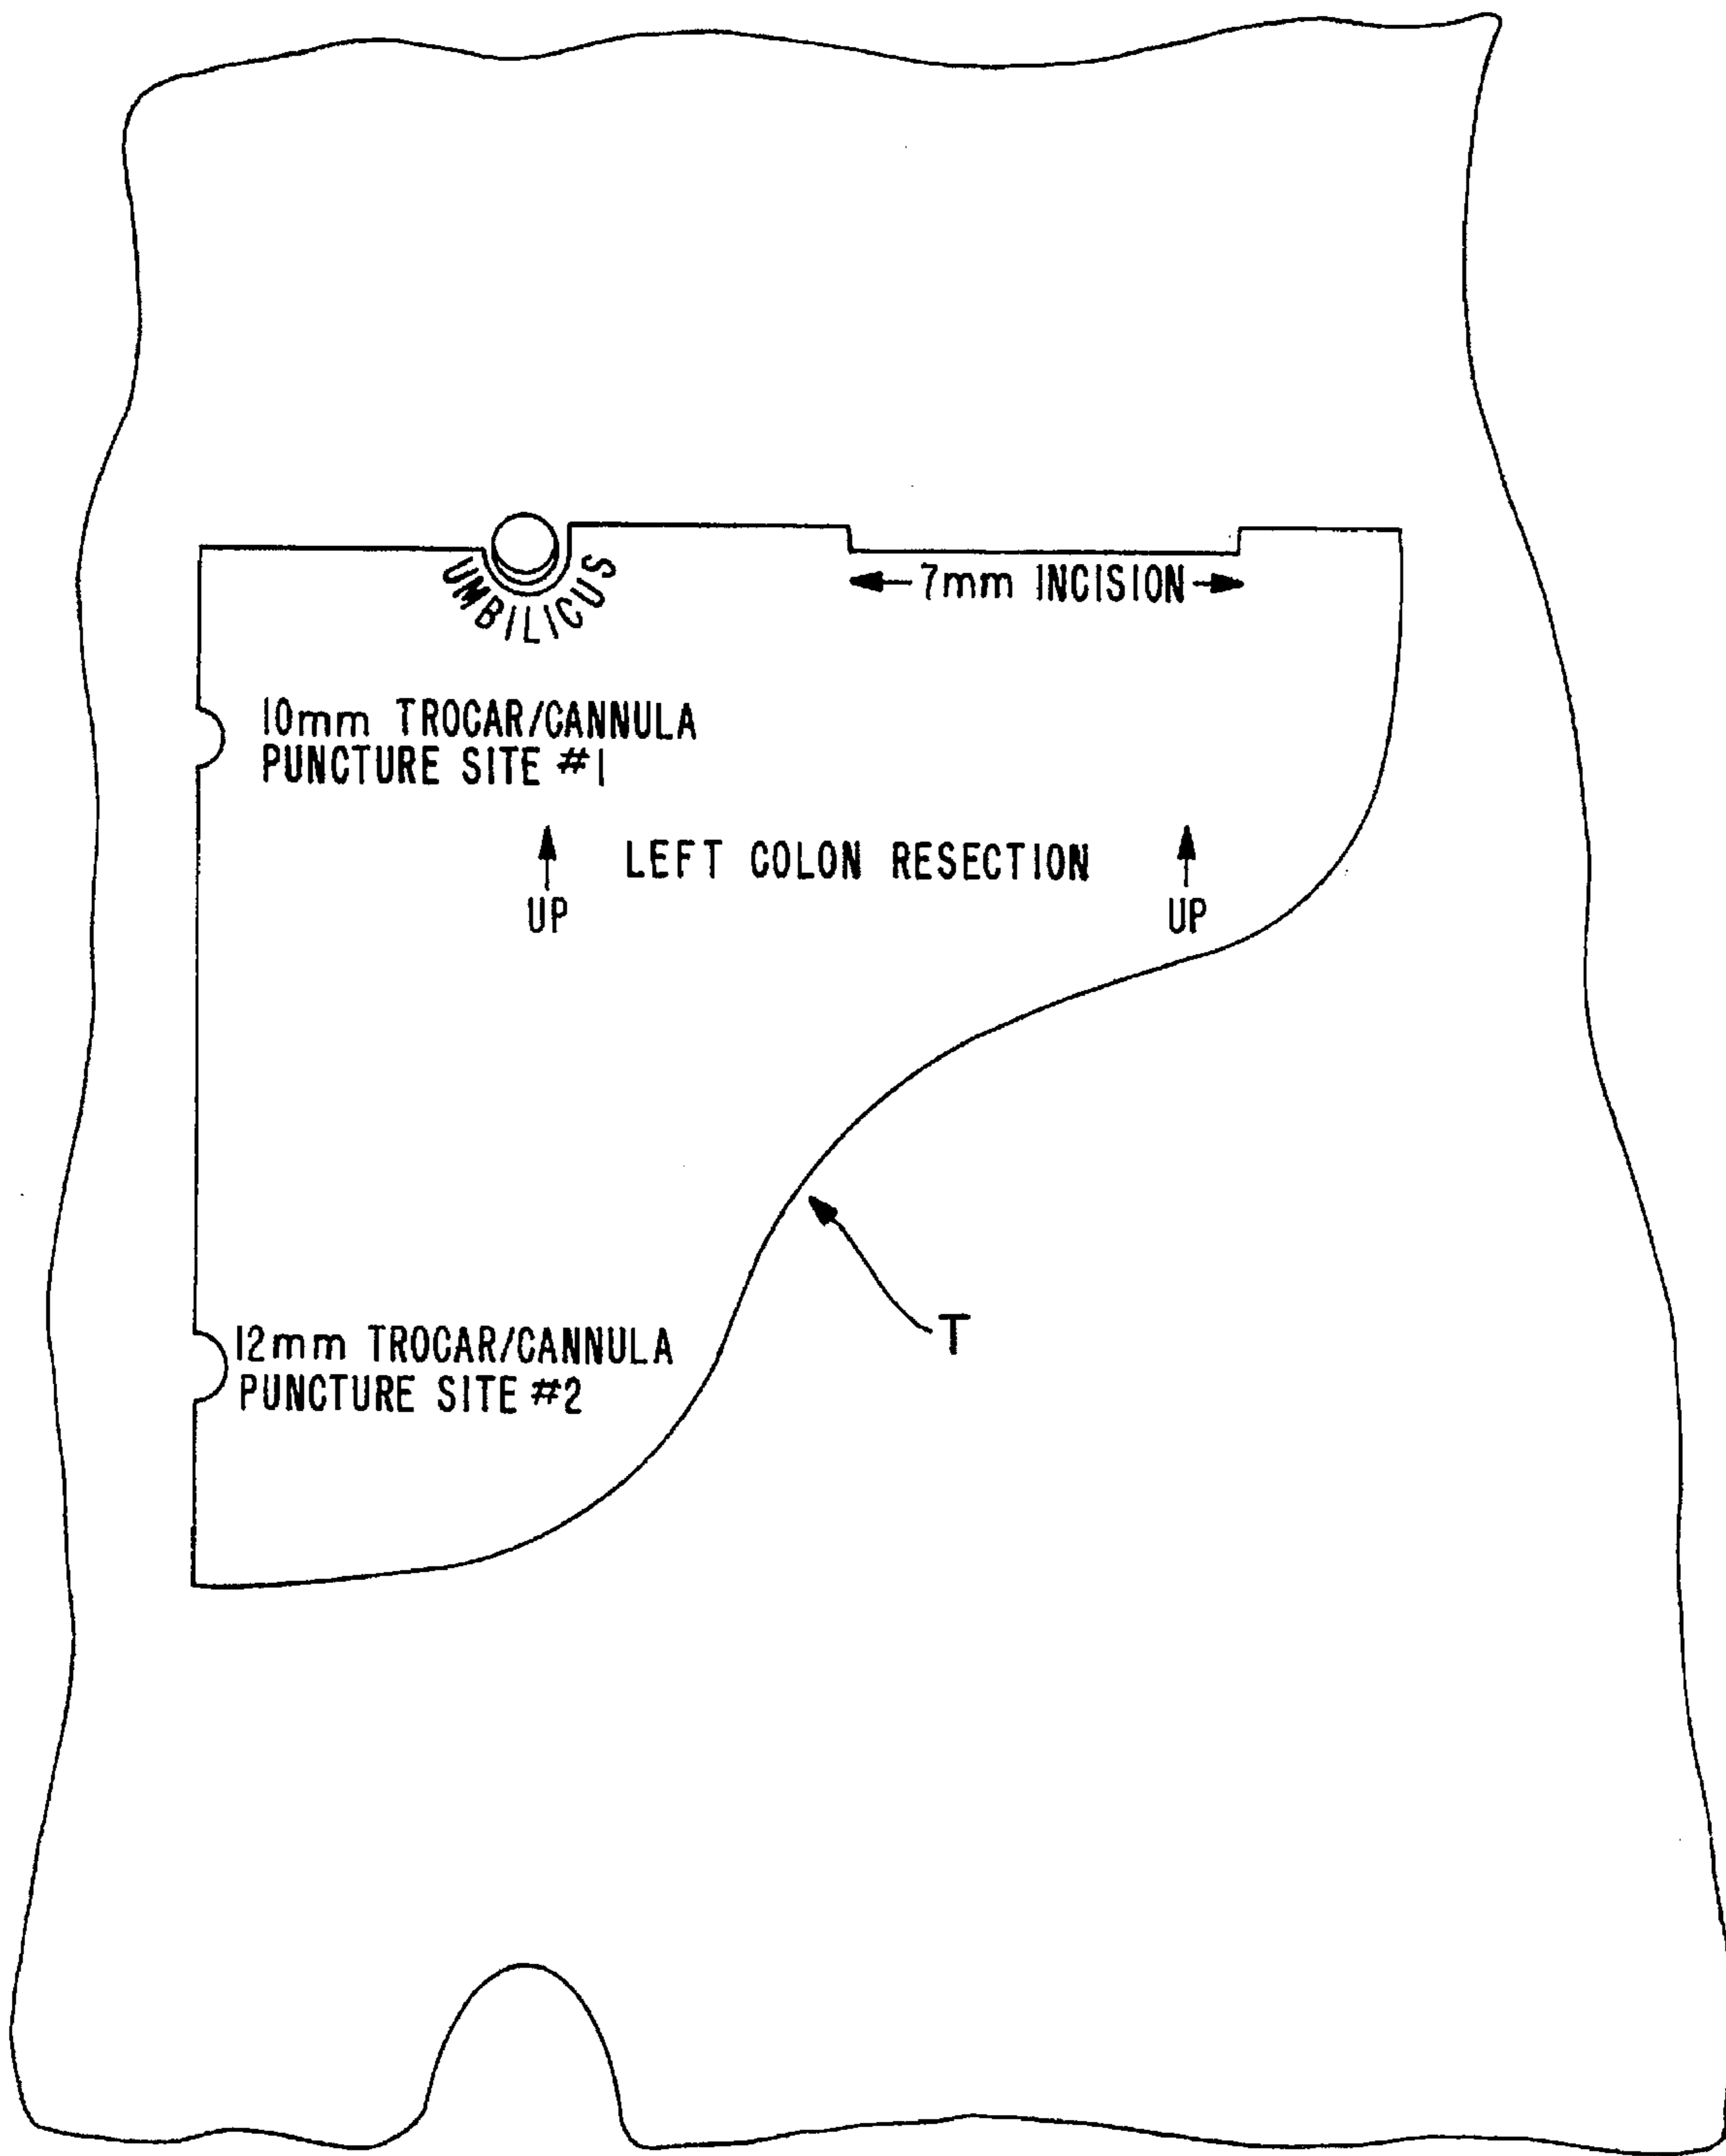 UMBILICUS
7mm INCISION
10mm TROCAR/CANNULA
PUNCTURE SITE #1
LEFT COLON RESECTION
UP
UP
12mm TROCAR/CANNULA
PUNCTURE SITE #2
T